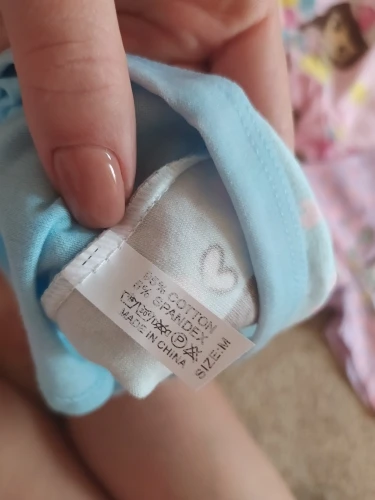 95% COTTON
5% SPANDEX
MADE IN CHINA
SIZE:M